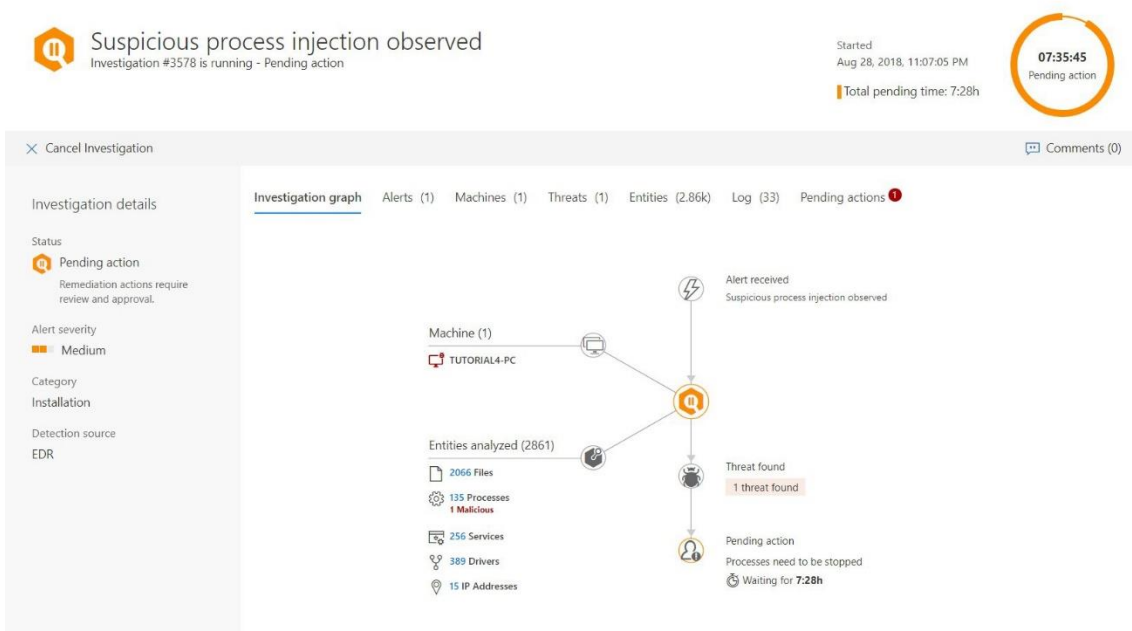 Suspicious process injection observed
Investigation #3578 is running - Pending action
Started
Aug 28, 2018, 11:07:05 PM
Total pending time: 7:28h
07:35:45
Pending action
Cancel Investigation
Comments (0)
Investigation details
Status
Pending action
Remediation actions require
review and approval.
Alert severity
Medium
Category
Installation
Detection source
EDR
Investigation graph Alerts (1) Machines (1) Threats (1) Entities (2.86k) Log (33) Pending actions 1
Alert received
Suspicious process injection observed
Machine (1)
TUTORIAL4-PC
Entities analyzed (2861)
2066 Files
135 Processes
1 Malicious
256 Services
389 Drivers
15 IP Addresses
Threat found
1 threat found
Pending action
Processes need to be stopped
Waiting for 7:28h